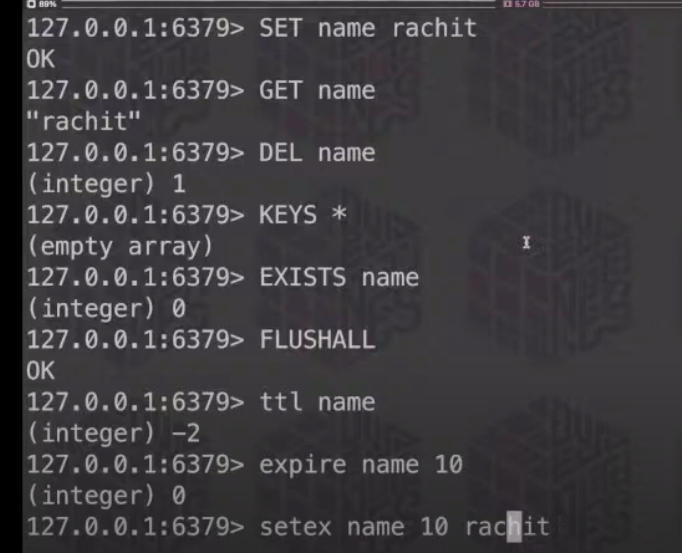 89%
5.7 GB
127.0.0.1:6379> SET name rachit
OK
127.0.0.1:6379> GET name
"rachit"
127.0.0.1:6379> DEL name
(integer) 1
127.0.0.1:6379> KEYS *
(empty array)
127.0.0.1:6379> EXISTS name
(integer) 0
127.0.0.1:6379> FLUSHALL
OK
127.0.0.1:6379> ttl name
(integer) -2
127.0.0.1:6379> expire name 10
(integer) 0
127.0.0.1:6379> setex name 10 rachit